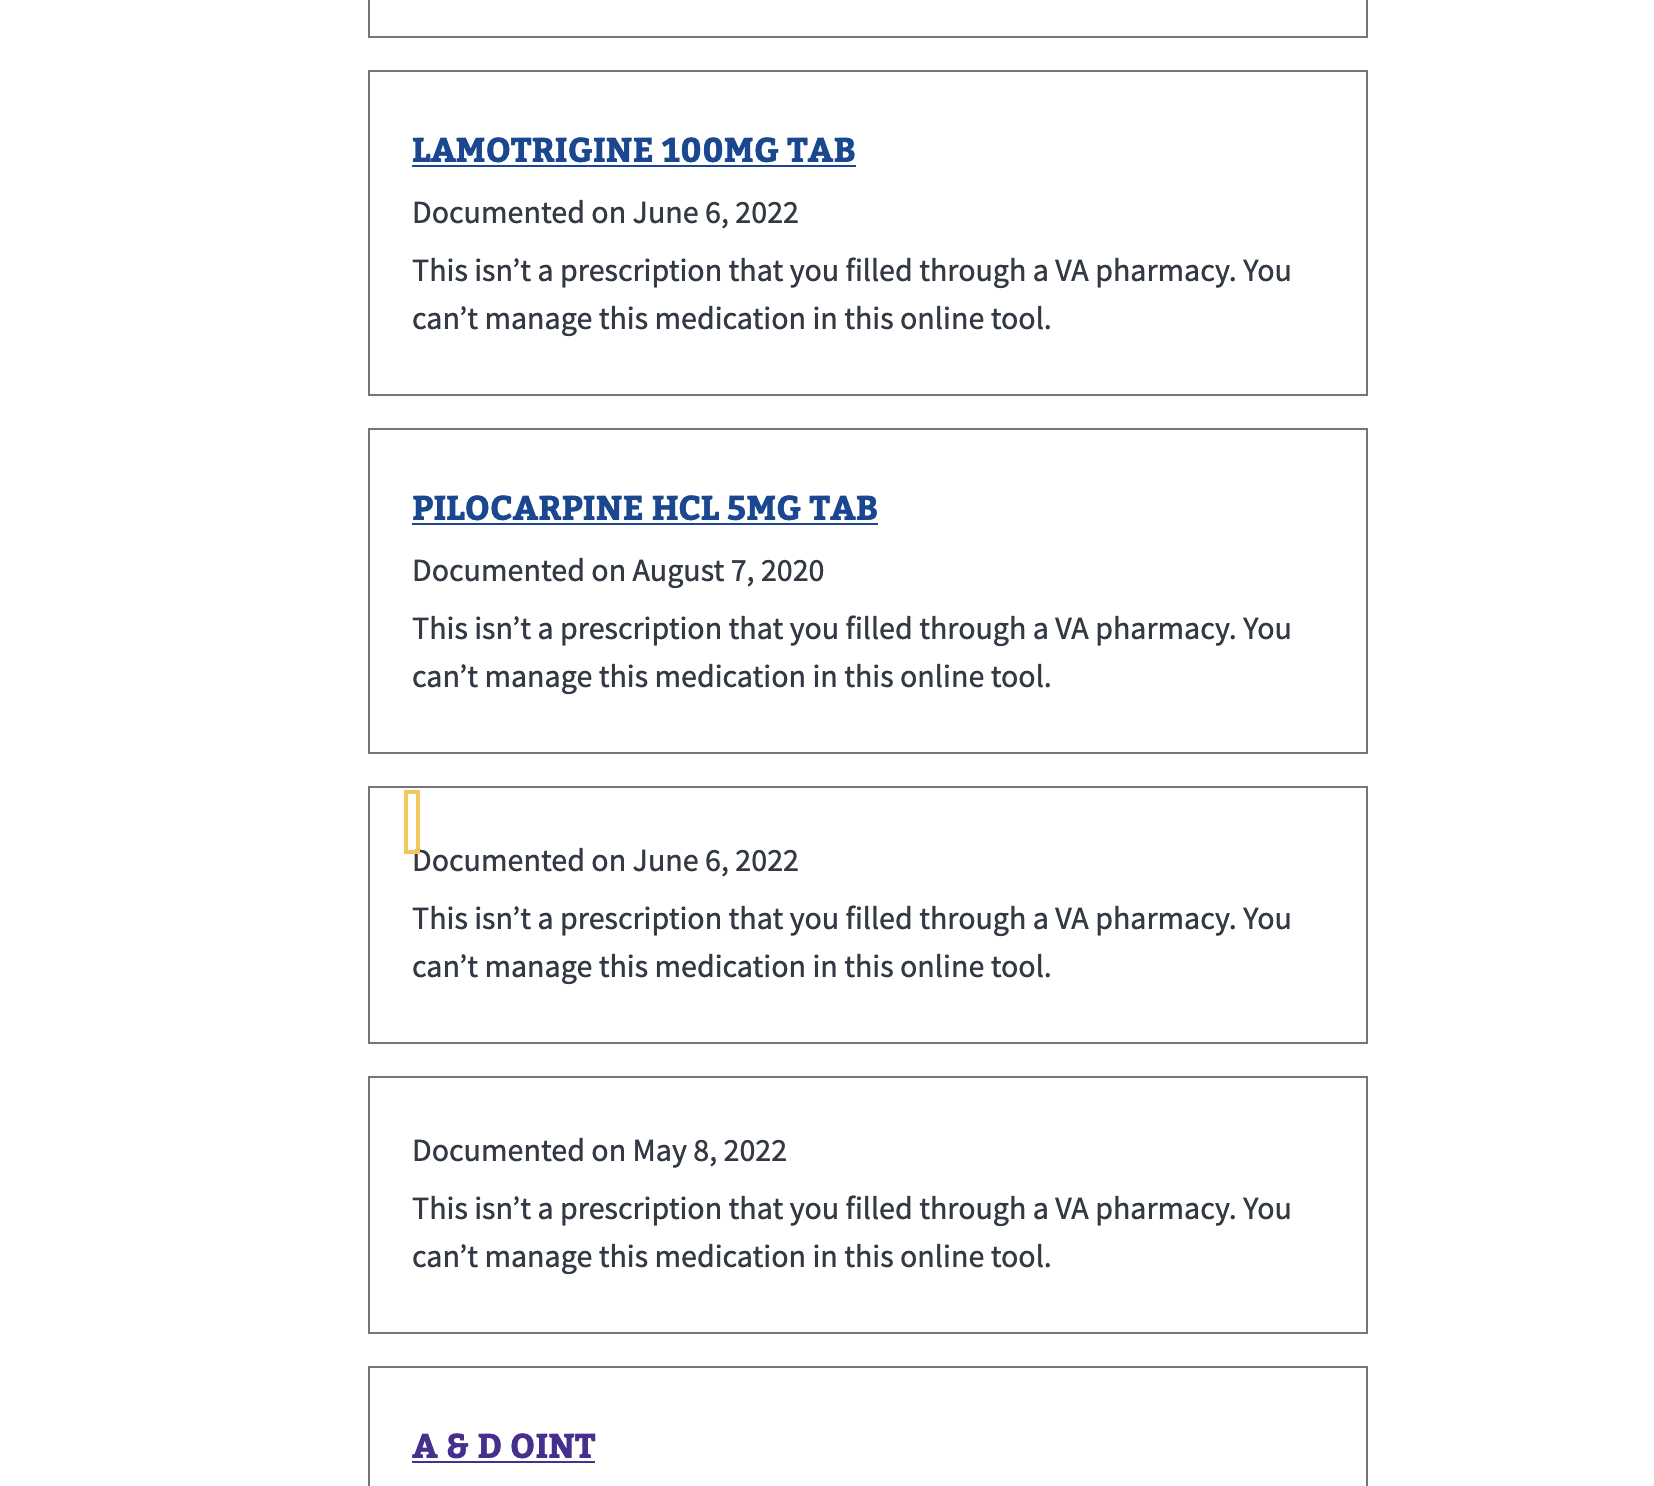 LAMOTRIGINE 100MG TAB
Documented on June 6, 2022
This isn’t a prescription that you filled through a VA pharmacy. You
can’t manage this medication in this online tool.
PILOCARPINE HCL 5MG TAB
Documented on August 7, 2020
This isn’t a prescription that you filled through a VA pharmacy. You
can’t manage this medication in this online tool.
Documented on June 6, 2022
This isn’t a prescription that you filled through a VA pharmacy. You
can’t manage this medication in this online tool.
Documented on May 8, 2022
This isn’t a prescription that you filled through a VA pharmacy. You
can’t manage this medication in this online tool.
A & D OINT